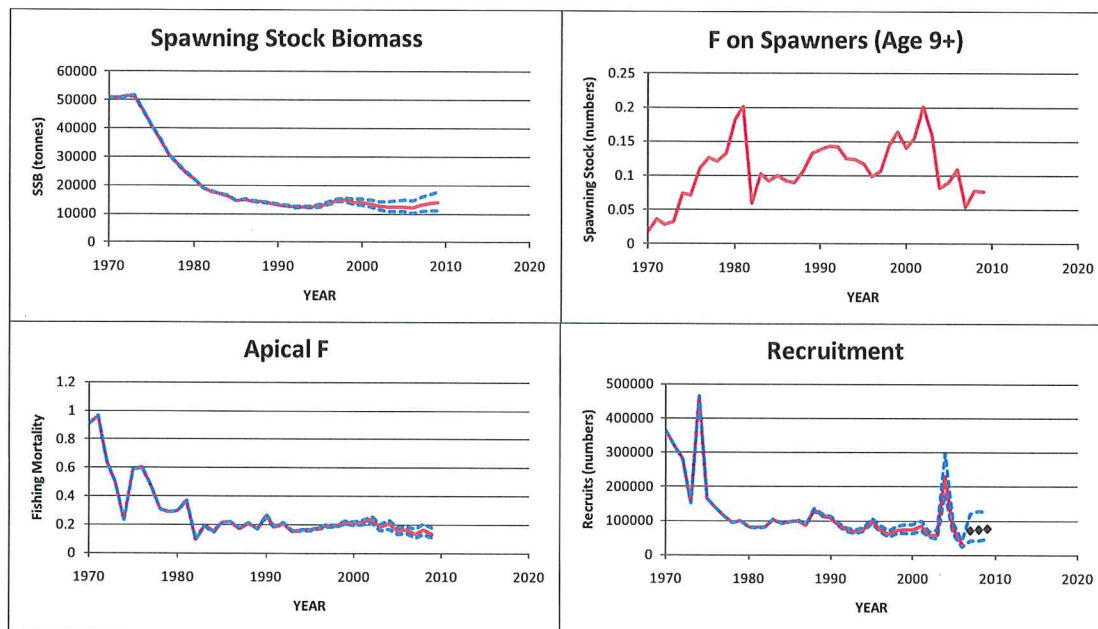 Spawning Stock Biomass
60000
50000
40000
30000
20000
10000
0
SSB (tonnes)
1970 1980 1990 2000 2010 2020
YEAR
F on Spawners (Age 9+)
0.25
0.2
0.15
0.1
0.05
0
Spawning Stock (numbers)
1970 1980 1990 2000 2010 2020
YEAR
Apical F
1.2
1
0.8
0.6
0.4
0.2
0
Fishing Mortality
1970 1980 1990 2000 2010 2020
YEAR
Recruitment
500000
400000
300000
200000
100000
0
Recruits (numbers)
1970 1980 1990 2000 2010 2020
YEAR